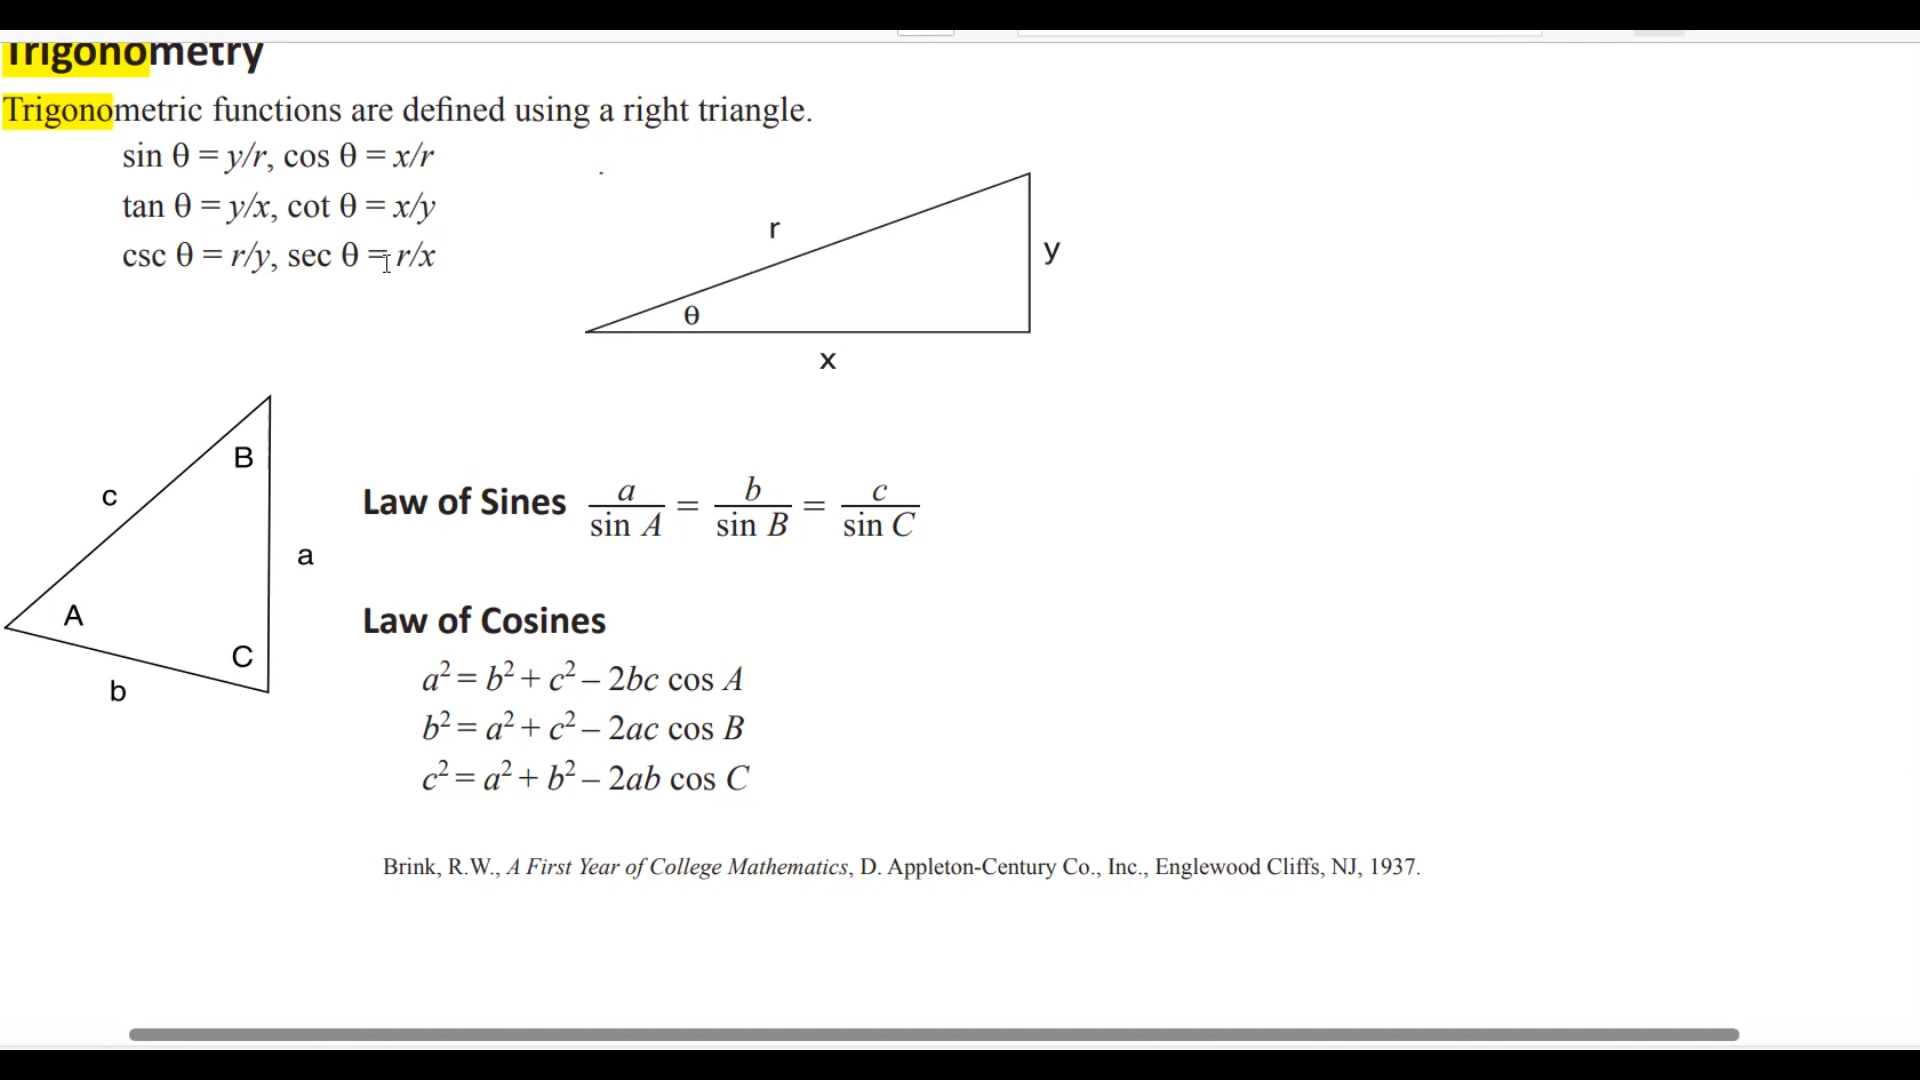 Trigonometry
Trigonometric functions are defined using a right triangle.
sin θ = y/r, cos θ = x/r
tan θ = y/x, cot θ = x/y
csc θ = r/y, sec θ = r/x
r
y
θ
x
B
c
a
A
C
b
Law of Sines a/sin A = b/sin B = c/sin C
Law of Cosines
a² = b² + c² – 2bc cos A
b² = a² + c² – 2ac cos B
c² = a² + b² – 2ab cos C
Brink, R.W., A First Year of College Mathematics, D. Appleton-Century Co., Inc., Englewood Cliffs, NJ, 1937.